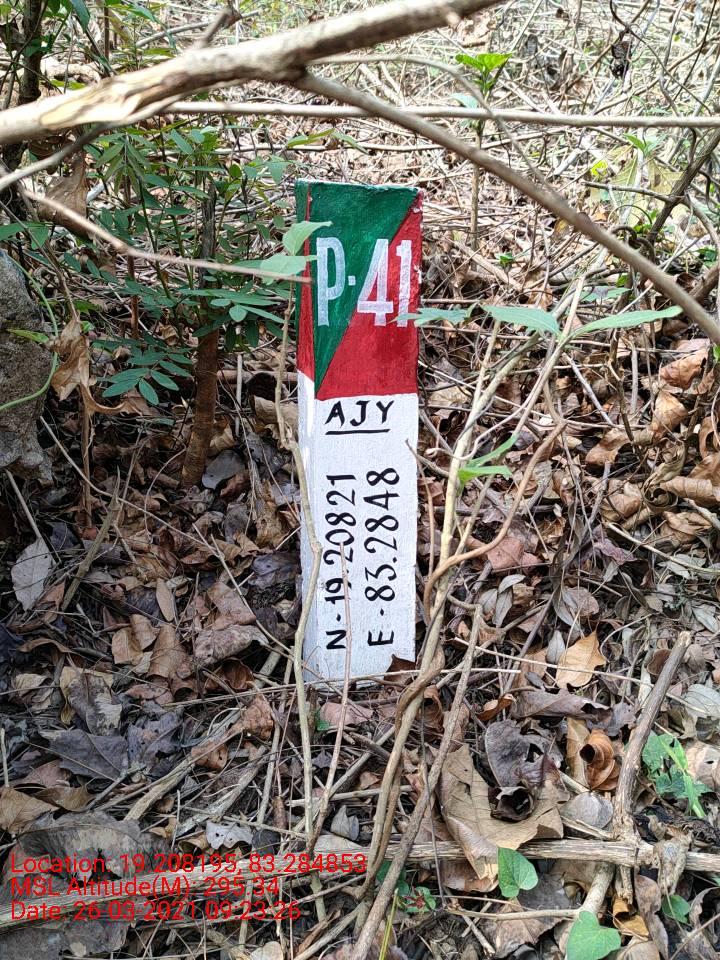 P-41
AJY
N-19.20821
E-83.2848
Location: 19.208195, 83.284853
MSL Altitude(M): 295.34
Date: 26-03-2021 09:23:26